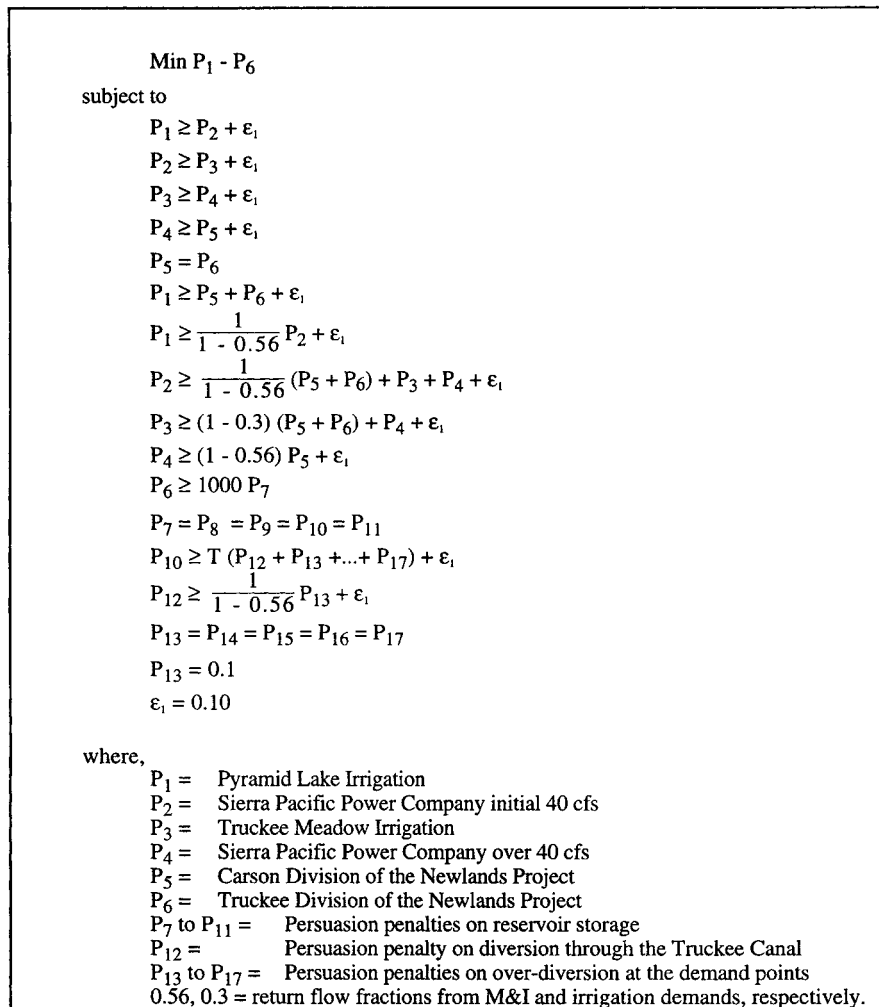 Min P₁ - P₆
subject to
P₁ ≥ P₂ + ε₁
P₂ ≥ P₃ + ε₁
P₃ ≥ P₄ + ε₁
P₄ ≥ P₅ + ε₁
P₅ = P₆
P₁ ≥ P₅ + P₆ + ε₁
P₁ ≥ 1/(1 - 0.56) P₂ + ε₁
P₂ ≥ 1/(1 - 0.56) (P₅ + P₆) + P₃ + P₄ + ε₁
P₃ ≥ (1 - 0.3) (P₅ + P₆) + P₄ + ε₁
P₄ ≥ (1 - 0.56) P₅ + ε₁
P₆ ≥ 1000 P₇
P₇ = P₈ = P₉ = P₁₀ = P₁₁
P₁₀ ≥ T (P₁₂ + P₁₃ +...+ P₁₇) + ε₁
P₁₂ ≥ 1/(1 - 0.56) P₁₃ + ε₁
P₁₃ = P₁₄ = P₁₅ = P₁₆ = P₁₇
P₁₃ = 0.1
ε₁ = 0.10
where,
P₁ = Pyramid Lake Irrigation
P₂ = Sierra Pacific Power Company initial 40 cfs
P₃ = Truckee Meadow Irrigation
P₄ = Sierra Pacific Power Company over 40 cfs
P₅ = Carson Division of the Newlands Project
P₆ = Truckee Division of the Newlands Project
P₇ to P₁₁ = Persuasion penalties on reservoir storage
P₁₂ = Persuasion penalty on diversion through the Truckee Canal
P₁₃ to P₁₇ = Persuasion penalties on over-diversion at the demand points
0.56, 0.3 = return flow fractions from M&I and irrigation demands, respectively.